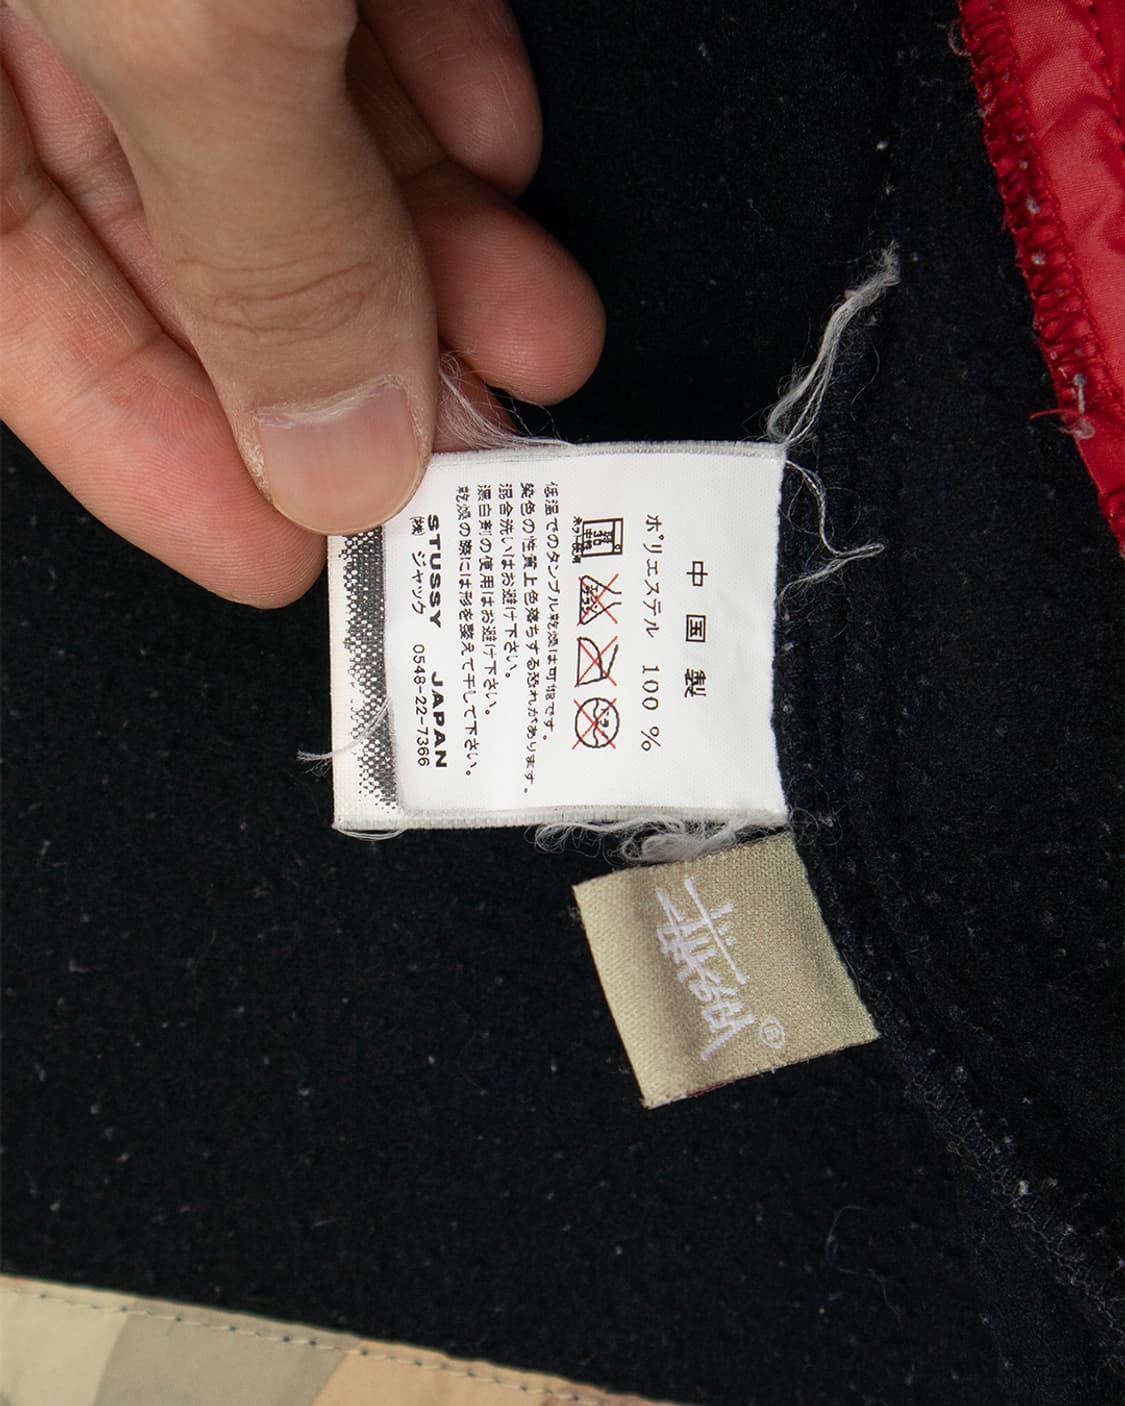 中国製
ポリエステル 100 %
低温でのタンブル乾燥は可能です。
染色の性質上色落ちする恐れがあります。
混合洗いはお避け下さい。
漂白剤の使用はお避け下さい。
乾燥の際には形を整えて干して下さい。
STUSSY JAPAN
㈱ ジャック 0548-22-7366
Stüssy ®